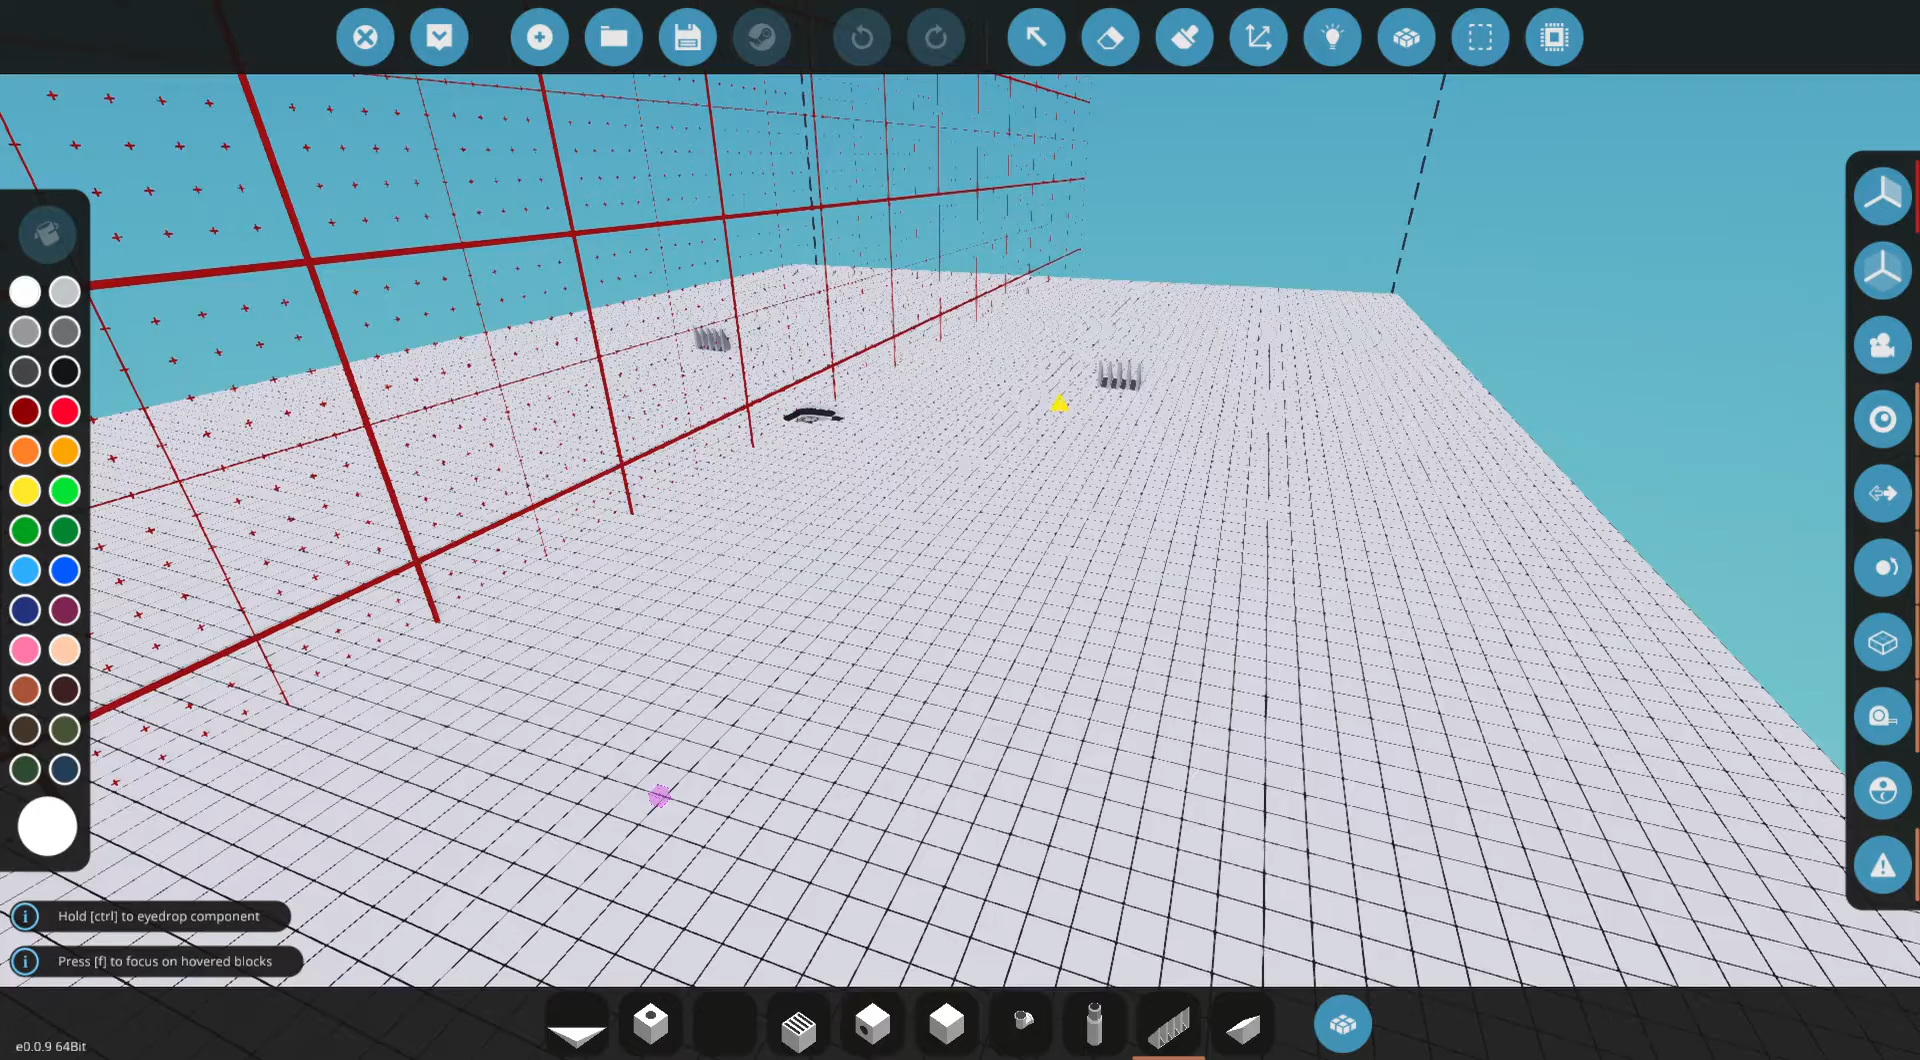 Hold [ctrl] to eyedrop component
Press [f] to focus on hovered blocks
e0.0.9 64Bit